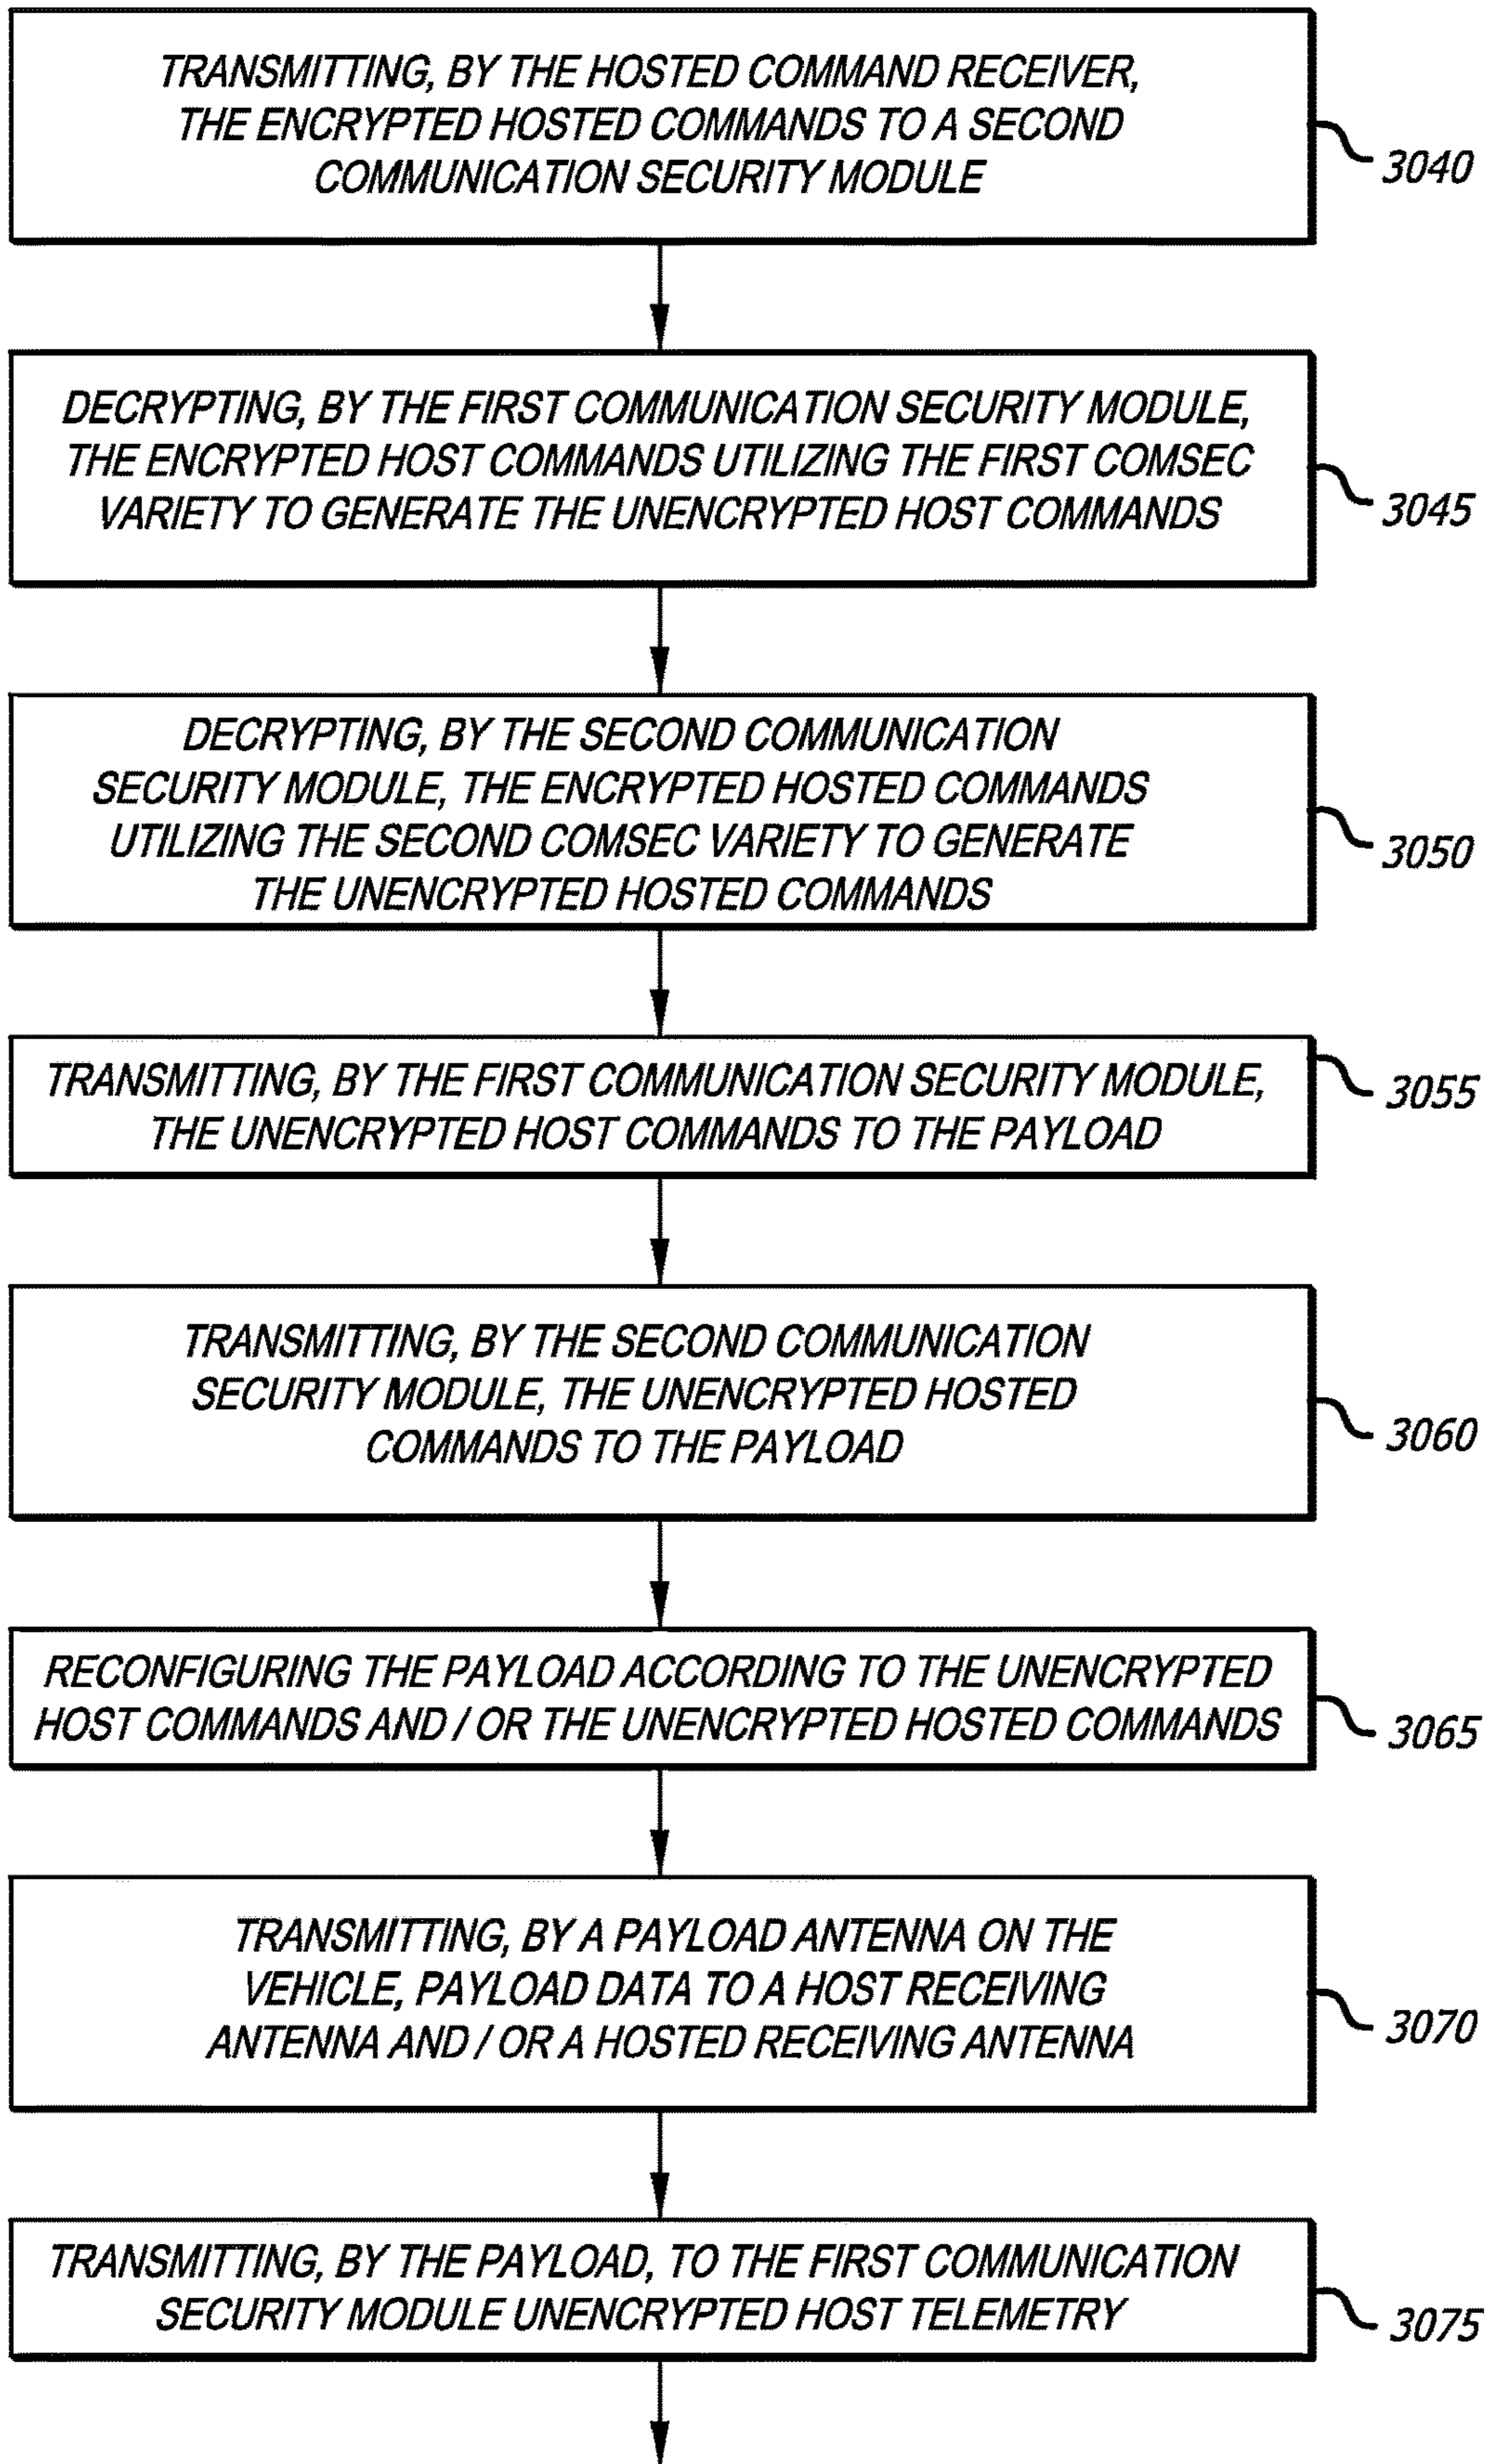 TRANSMITTING, BY THE HOSTED COMMAND RECEIVER,
THE ENCRYPTED HOSTED COMMANDS TO A SECOND
COMMUNICATION SECURITY MODULE
3040
DECRYPTING, BY THE FIRST COMMUNICATION SECURITY MODULE,
THE ENCRYPTED HOST COMMANDS UTILIZING THE FIRST COMSEC
VARIETY TO GENERATE THE UNENCRYPTED HOST COMMANDS
3045
DECRYPTING, BY THE SECOND COMMUNICATION
SECURITY MODULE, THE ENCRYPTED HOSTED COMMANDS
UTILIZING THE SECOND COMSEC VARIETY TO GENERATE
THE UNENCRYPTED HOSTED COMMANDS
3050
TRANSMITTING, BY THE FIRST COMMUNICATION SECURITY MODULE,
THE UNENCRYPTED HOST COMMANDS TO THE PAYLOAD
3055
TRANSMITTING, BY THE SECOND COMMUNICATION
SECURITY MODULE, THE UNENCRYPTED HOSTED
COMMANDS TO THE PAYLOAD
3060
RECONFIGURING THE PAYLOAD ACCORDING TO THE UNENCRYPTED
HOST COMMANDS AND / OR THE UNENCRYPTED HOSTED COMMANDS
3065
TRANSMITTING, BY A PAYLOAD ANTENNA ON THE
VEHICLE, PAYLOAD DATA TO A HOST RECEIVING
ANTENNA AND / OR A HOSTED RECEIVING ANTENNA
3070
TRANSMITTING, BY THE PAYLOAD, TO THE FIRST COMMUNICATION
SECURITY MODULE UNENCRYPTED HOST TELEMETRY
3075